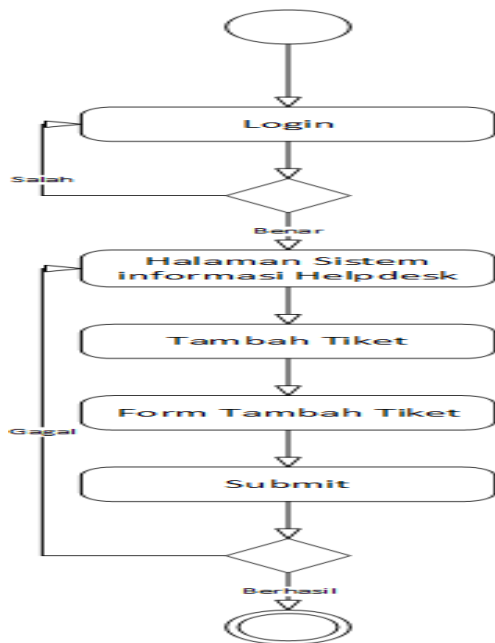 Login
Salah
Benar
Halaman Sistem
informasi Helpdesk
Tambah Tiket
Form Tambah Tiket
Gagal
Submit
Berhasil